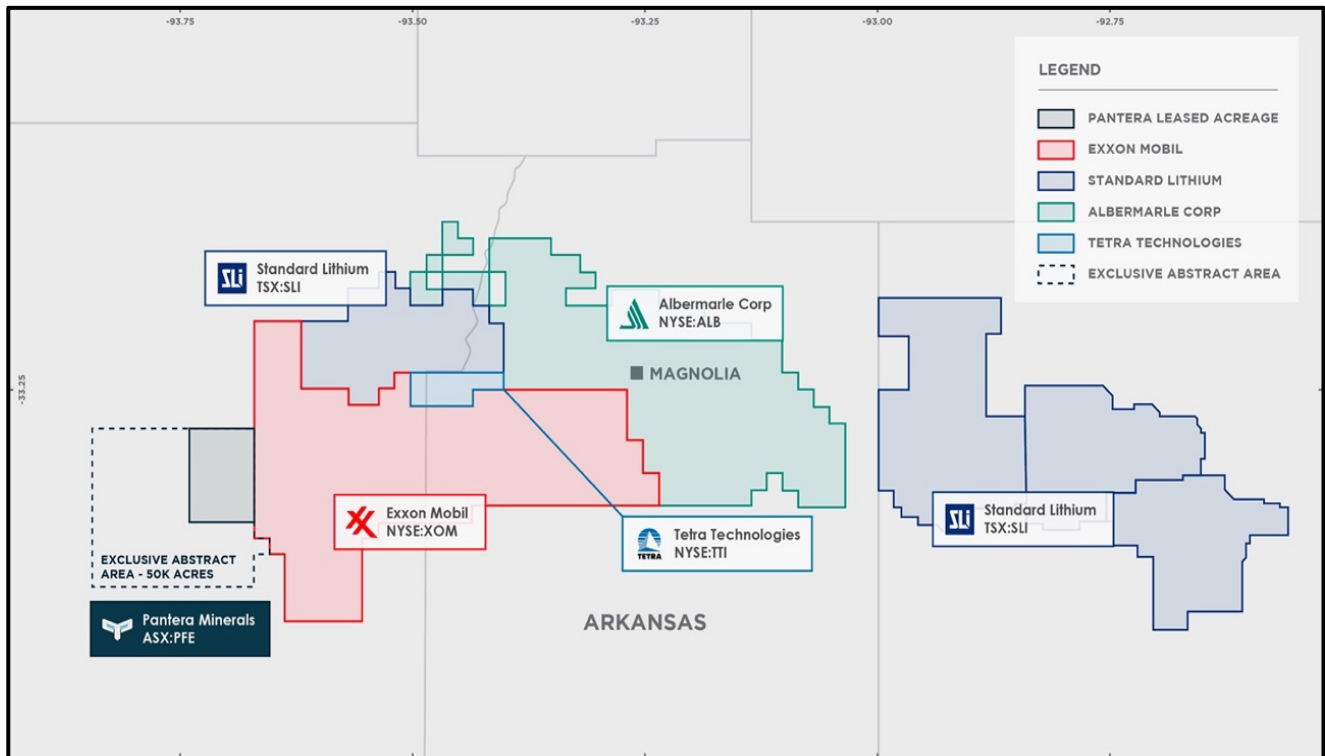 -93.75
-93.50
-93.25
-93.00
-92.75
LEGEND
PANTERA LEASED ACREAGE
EXXON MOBIL
STANDARD LITHIUM
ALBERMARLE CORP
TETRA TECHNOLOGIES
EXCLUSIVE ABSTRACT AREA
SLi
Standard Lithium
TSX:SLI
Albermarle Corp
NYSE:ALB
MAGNOLIA
-33.25
Exxon Mobil
NYSE:XOM
TETRA
Tetra Technologies
NYSE:TTI
SLi
Standard Lithium
TSX:SLI
EXCLUSIVE ABSTRACT
AREA - 50K ACRES
Pantera Minerals
ASX:PFE
ARKANSAS